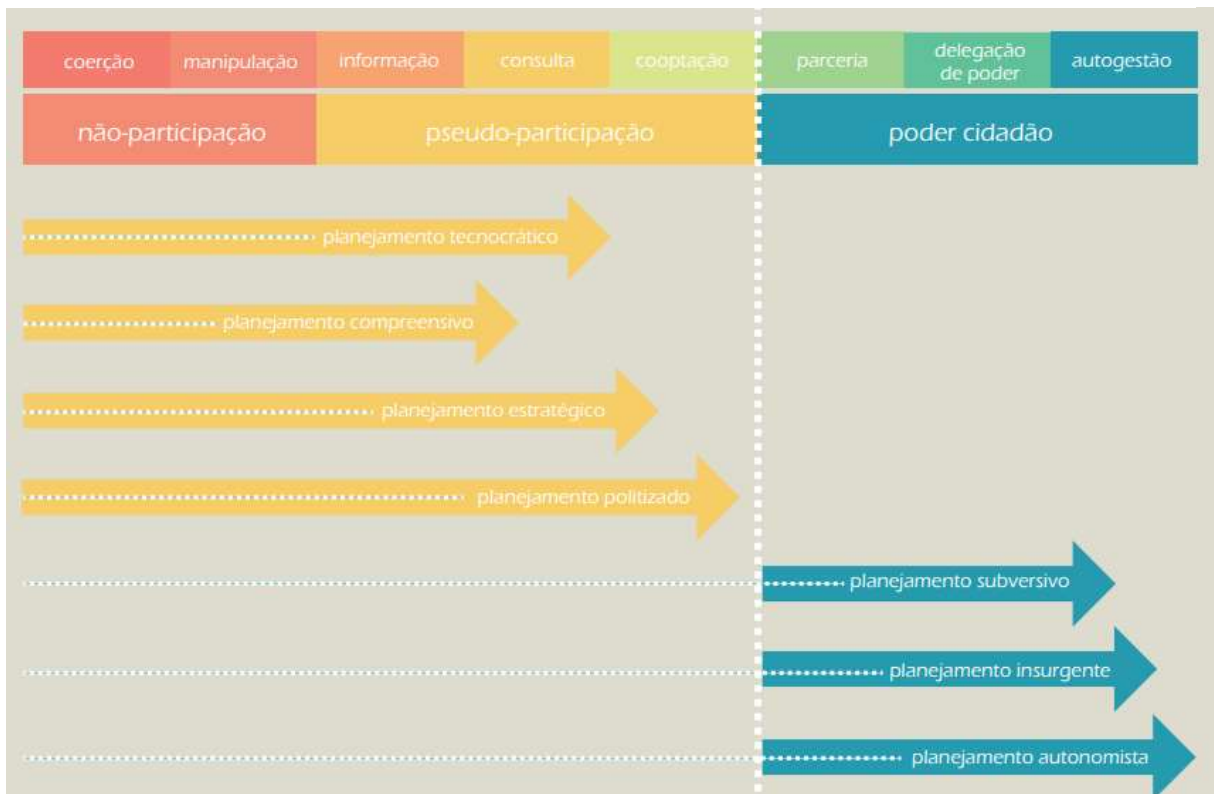 coerção
manipulação
informação
consulta
cooptação
parceria
delegação
de poder
autogestão
não-participação
pseudo-participação
poder cidadão
planejamento tecnocrático
planejamento compreensivo
planejamento estratégico
planejamento politizado
planejamento subversivo
planejamento insurgente
planejamento autonomista